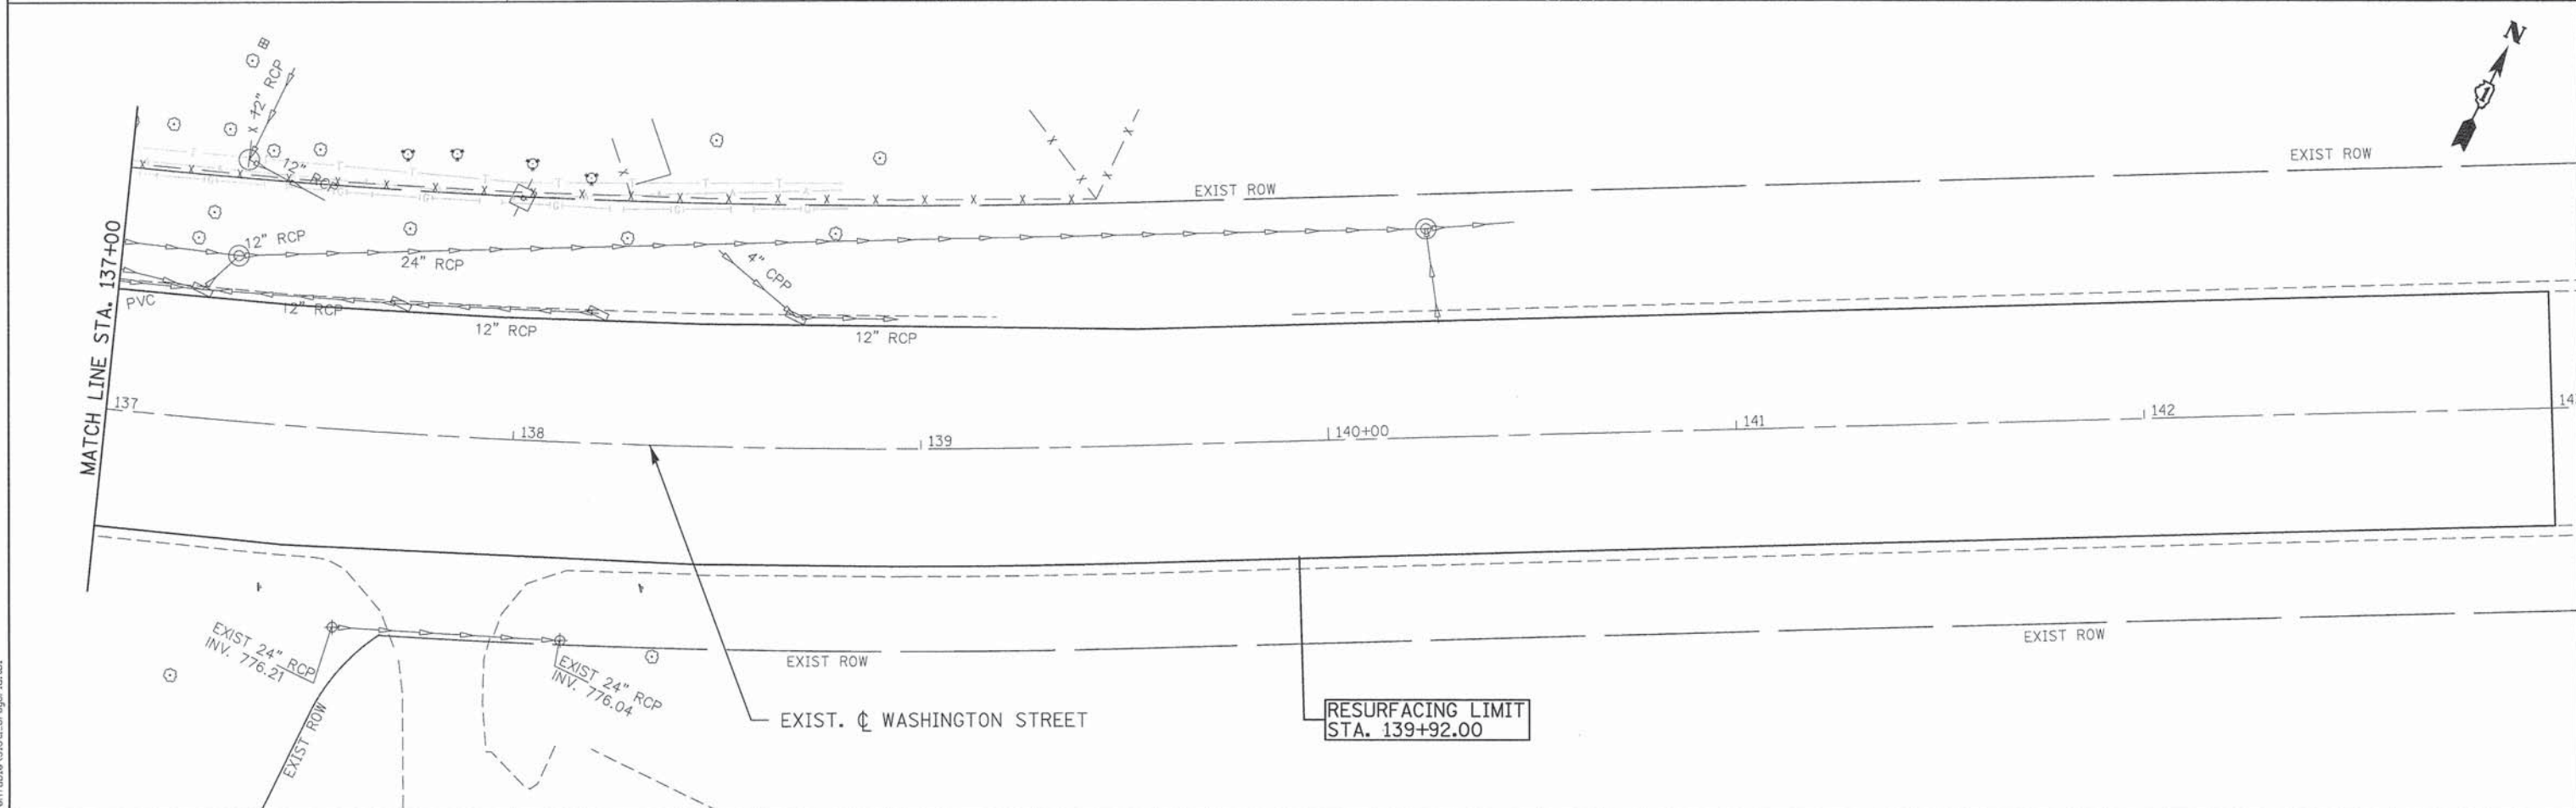 N
1
12" RCP
12" RCP
EXIST ROW
EXIST ROW
MATCH LINE STA. 137+00
12" RCP
24" RCP
4" CPP
PVC
12" RCP
12" RCP
12" RCP
137
138
139
140+00
141
142
14
EXIST 24" RCP
INV. 776.21
EXIST 24" RCP
INV. 776.04
EXIST ROW
EXIST ROW
EXIST ROW
EXIST. ℄ WASHINGTON STREET
RESURFACING LIMIT
STA. 139+92.00